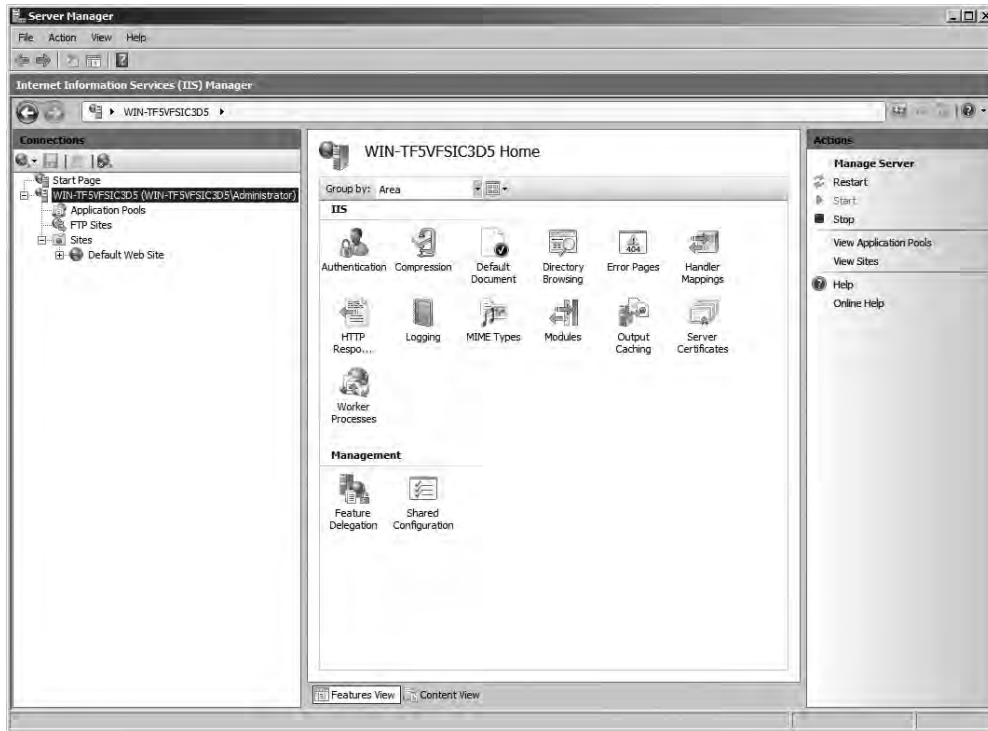 Server Manager
File Action View Help
Internet Information Services (IIS) Manager
WIN-TF5VFSIC3D5
Connections
Start Page
WIN-TF5VFSIC3D5 (WIN-TF5VFSIC3D5\Administrator)
Application Pools
FTP Sites
Sites
Default Web Site
WIN-TF5VFSIC3D5 Home
Group by: Area
IIS
Authentication Compression Default Document Directory Browsing Error Pages Handler Mappings
HTTP Respo... Logging MIME Types Modules Output Caching Server Certificates
Worker Processes
Management
Feature Delegation Shared Configuration
Features View Content View
Actions
Manage Server
Restart
Start
Stop
View Application Pools
View Sites
Help
Online Help